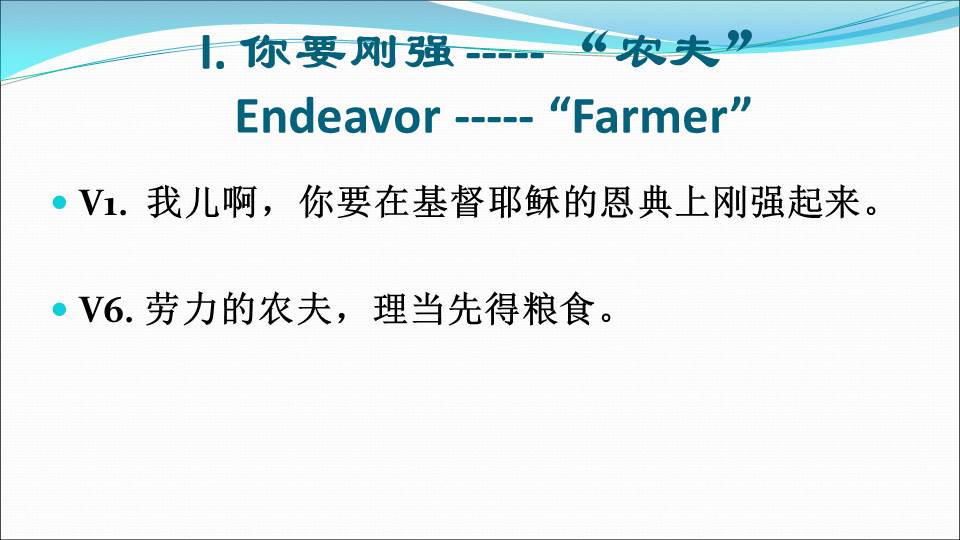 I. 你要刚强 ----- “农夫”
Endeavor ----- “Farmer”
• V1. 我儿啊，你要在基督耶稣的恩典上刚强起来。
• V6. 劳力的农夫，理当先得粮食。